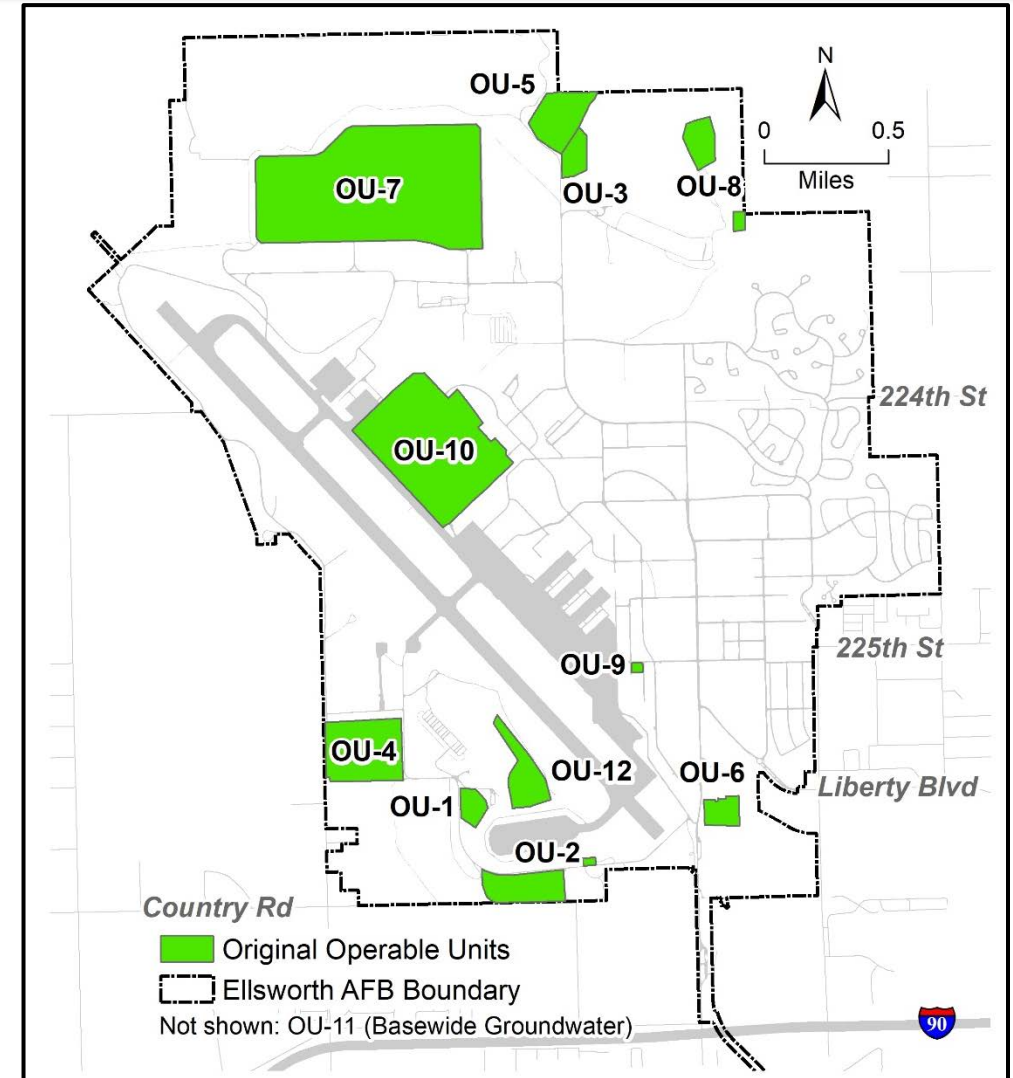 N
OU-5
0 0.5
Miles
OU-7
OU-3
OU-8
224th St
OU-10
225th St
OU-9
OU-4
OU-12
OU-6
Liberty Blvd
OU-1
OU-2
Country Rd
Original Operable Units
Ellsworth AFB Boundary
Not shown: OU-11 (Basewide Groundwater)
90